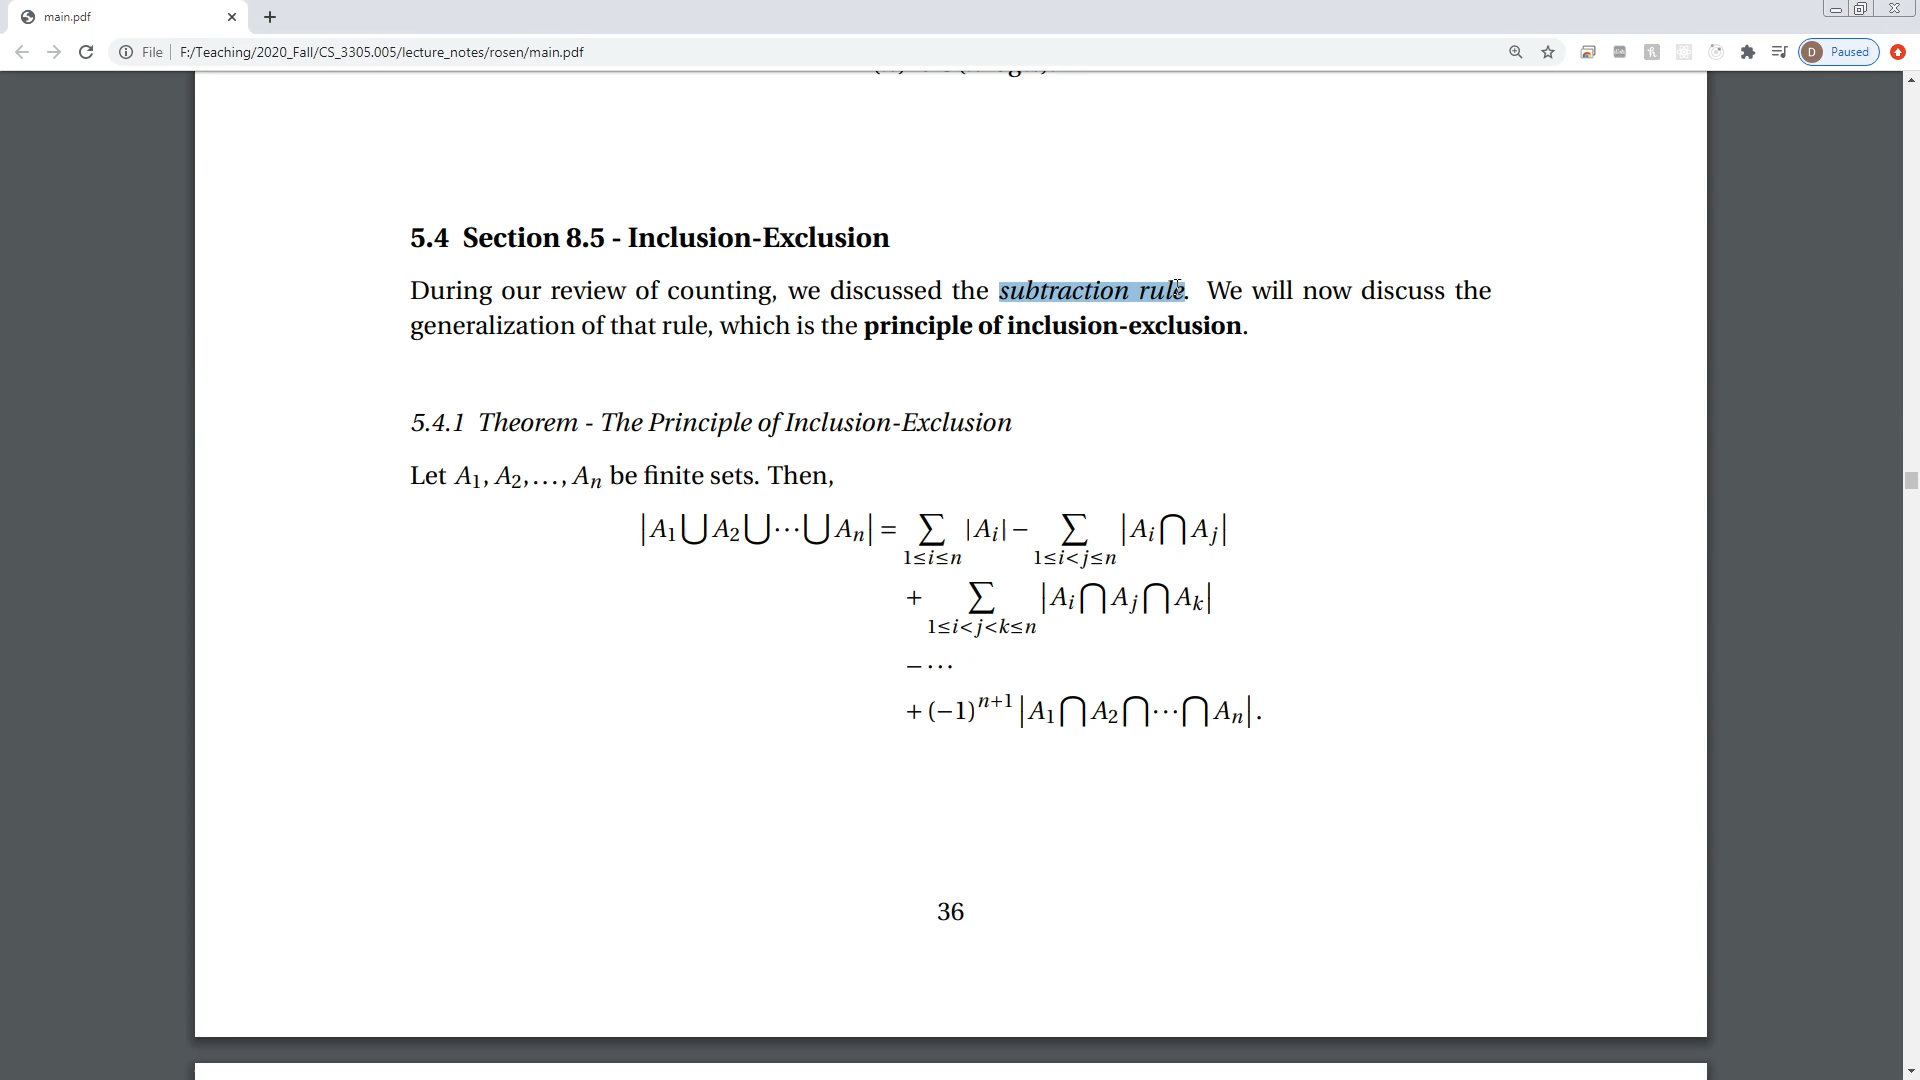 main.pdf
File F:/Teaching/2020_Fall/CS_3305.005/lecture_notes/rosen/main.pdf
D Paused
5.4 Section 8.5 - Inclusion-Exclusion
During our review of counting, we discussed the subtraction rule. We will now discuss the
generalization of that rule, which is the principle of inclusion-exclusion.
5.4.1 Theorem - The Principle of Inclusion-Exclusion
Let A₁, A₂, …, Aₙ be finite sets. Then,
|A₁ ⋃ A₂ ⋃ ⋯ ⋃ Aₙ| = ∑ |Aᵢ| − ∑ |Aᵢ ⋂ Aⱼ|
1≤i≤n 1≤i<j≤n
+ ∑ |Aᵢ ⋂ Aⱼ ⋂ Aₖ|
1≤i<j<k≤n
− ⋯
+ (−1)ⁿ⁺¹ |A₁ ⋂ A₂ ⋂ ⋯ ⋂ Aₙ|.
36